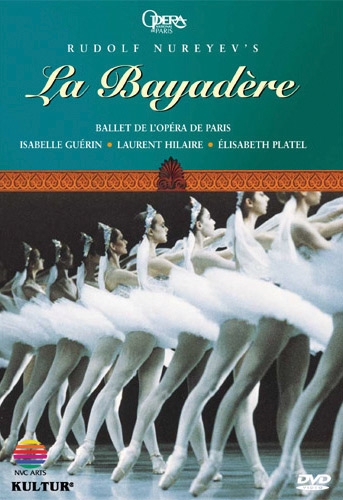 OPERA
NATIONAL
DE PARIS
RUDOLF NUREYEV'S
La Bayadère
BALLET DE L'OPÉRA DE PARIS
ISABELLE GUÉRIN • LAURENT HILAIRE • ÉLISABETH PLATEL
NVC ARTS
KULTUR
DVD